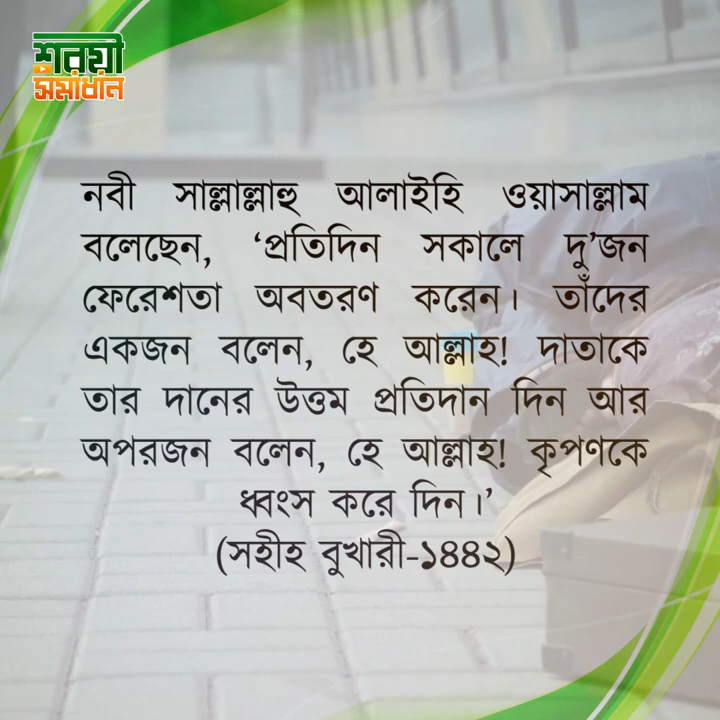 শরয়ী
সমাধান
নবী সাল্লাল্লাহু আলাইহি ওয়াসাল্লাম
বলেছেন, ‘প্রতিদিন সকালে দু’জন
ফেরেশতা অবতরণ করেন। তাঁদের
একজন বলেন, হে আল্লাহ! দাতাকে
তার দানের উত্তম প্রতিদান দিন আর
অপরজন বলেন, হে আল্লাহ! কৃপণকে
ধ্বংস করে দিন।’
(সহীহ বুখারী-১৪৪২)